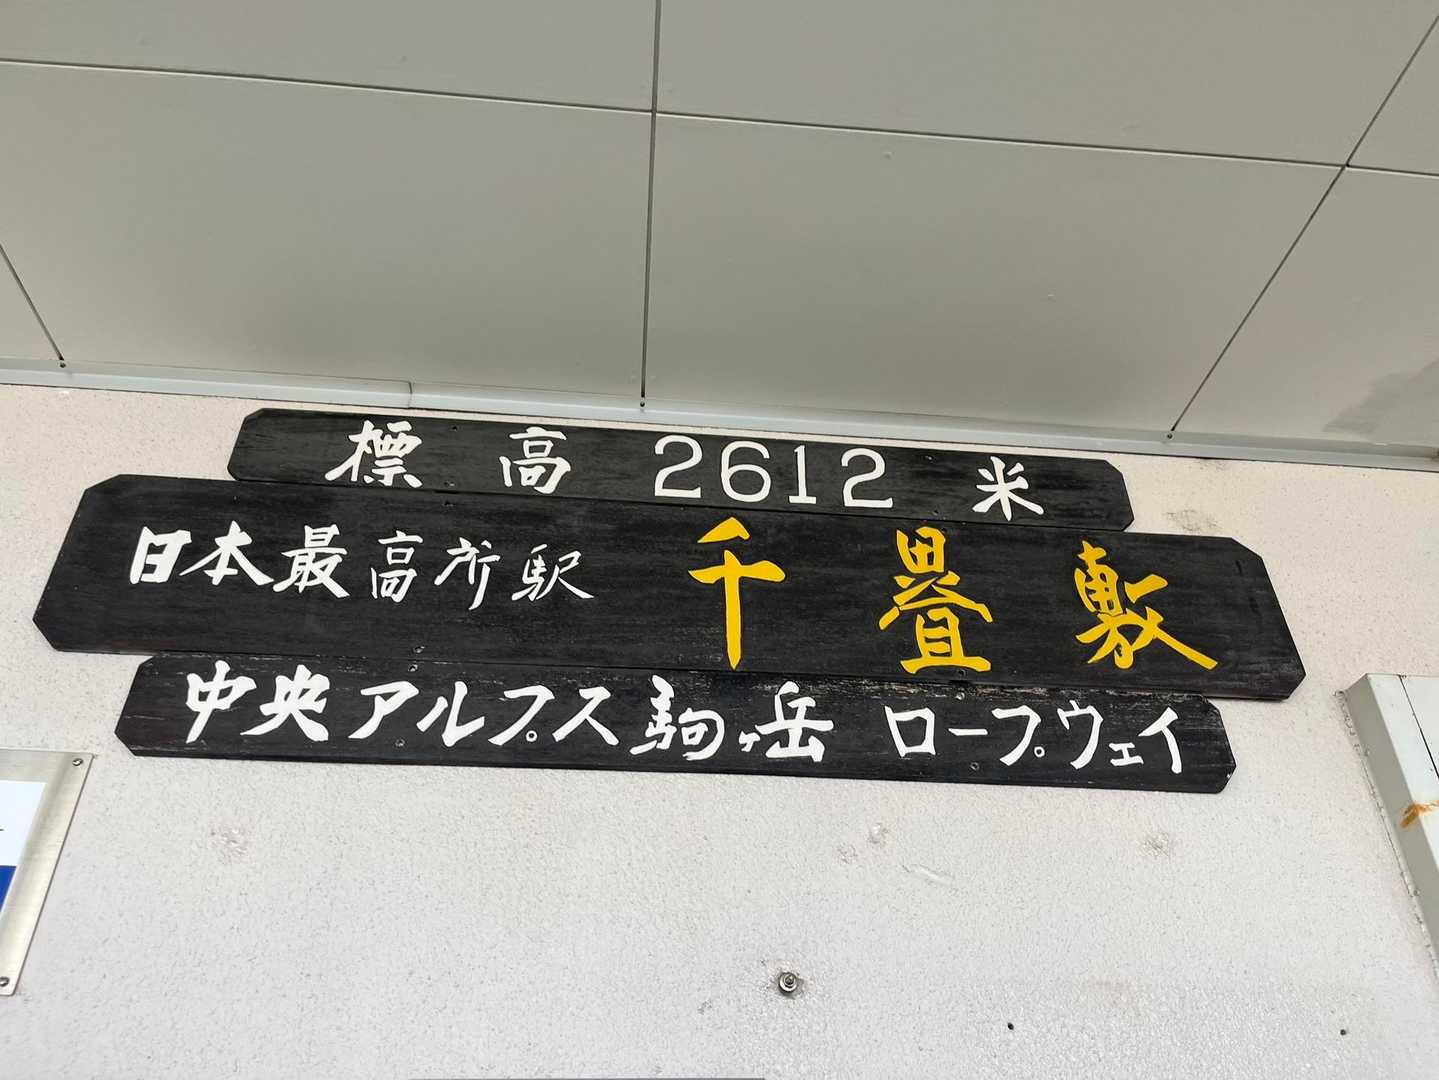 標高 2612 米
日本最高所駅 千畳敷
中央アルプス駒ヶ岳 ロープウェイ